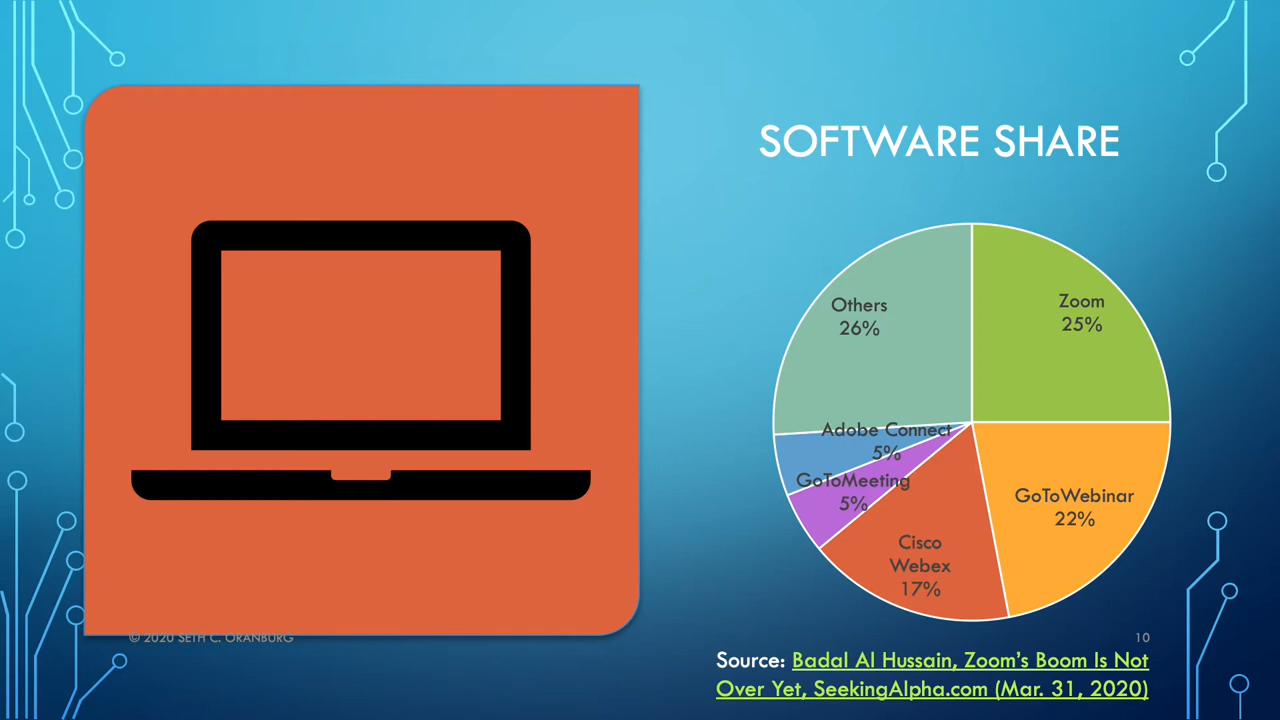 SOFTWARE SHARE
Others
26%
Zoom
25%
Adobe Connect
5%
GoToMeeting
5%
GoToWebinar
22%
Cisco
Webex
17%
© 2020 SETH C. ORANBURG
10
Source: Badal Al Hussain, Zoom's Boom Is Not
Over Yet, SeekingAlpha.com (Mar. 31, 2020)